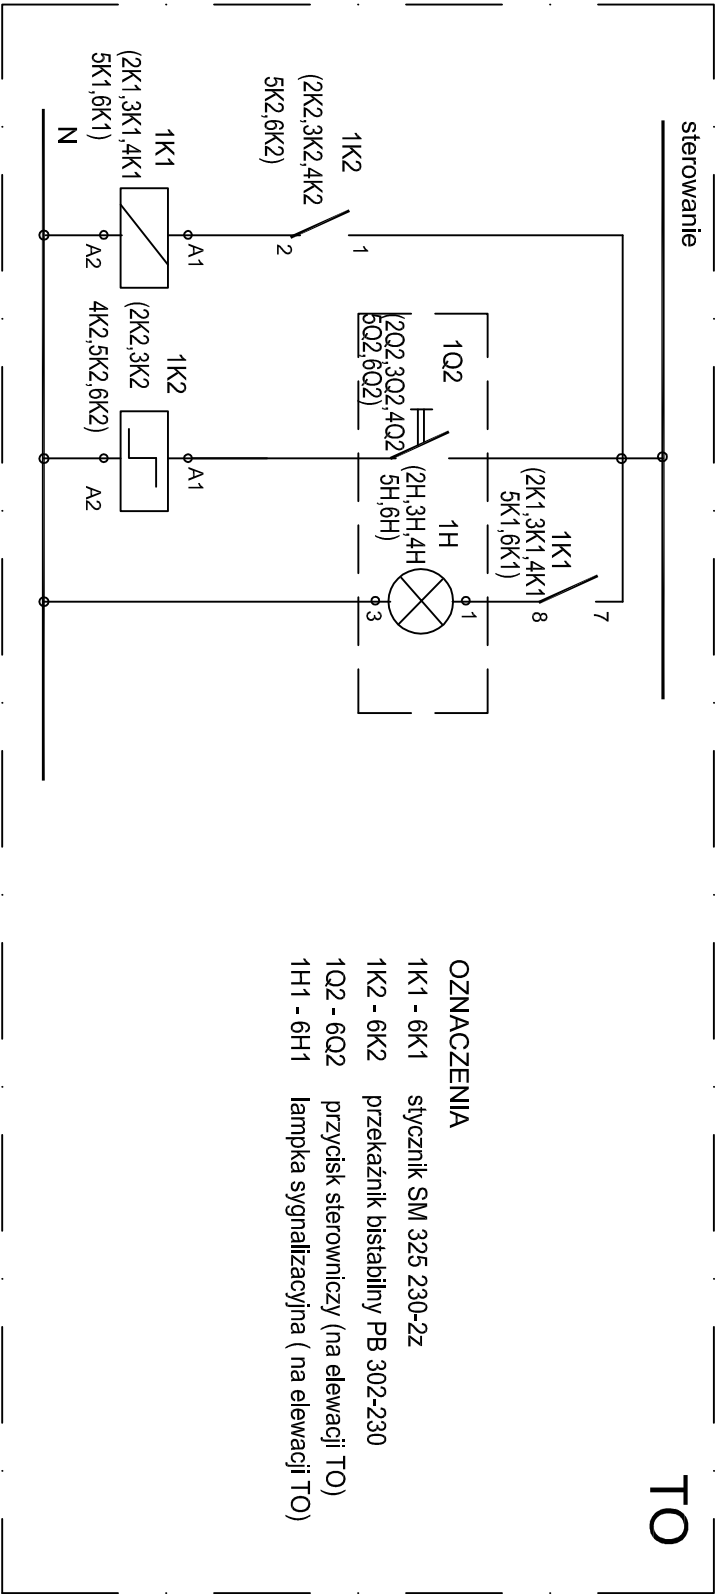 TO
sterowanie
1K2
(2K2,3K2,4K2
5K2,6K2)
1
2
1K1
(2K1,3K1,4K1
5K1,6K1)
A1
A2
N
1Q2
(2Q2,3Q2,4Q2
5Q2,6Q2)
1K2
(2K2,3K2
4K2,5K2,6K2)
A1
A2
1K1
(2K1,3K1,4K1
5K1,6K1)
7
8
1H
(2H,3H,4H
5H,6H)
1
3
OZNACZENIA
1K1 - 6K1 stycznik SM 325 230-2z
1K2 - 6K2 przekaźnik bistabilny PB 302-230
1Q2 - 6Q2 przycisk sterowniczy (na elewacji TO)
1H1 - 6H1 lampka sygnalizacyjna ( na elewacji TO)